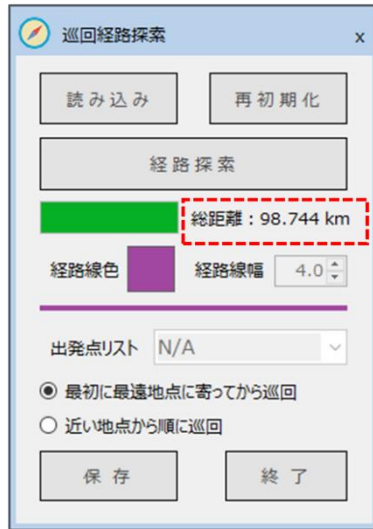 巡回経路探索 x
読み込み 再初期化
経路探索
総距離：98.744 km
経路線色 経路線幅 4.0
出発点リスト N/A
最初に最遠地点に寄ってから巡回
近い地点から順に巡回
保存 終了